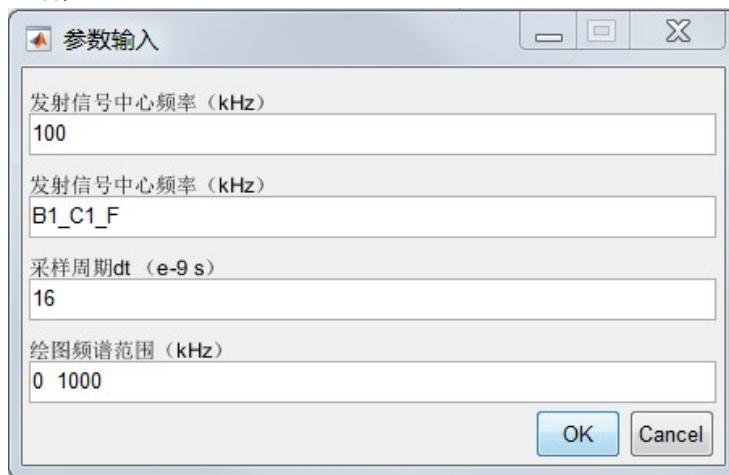 参数输入
发射信号中心频率（kHz）
100
发射信号中心频率（kHz）
B1_C1_F
采样周期dt （e-9 s）
16
绘图频谱范围（kHz）
0 1000
OK Cancel